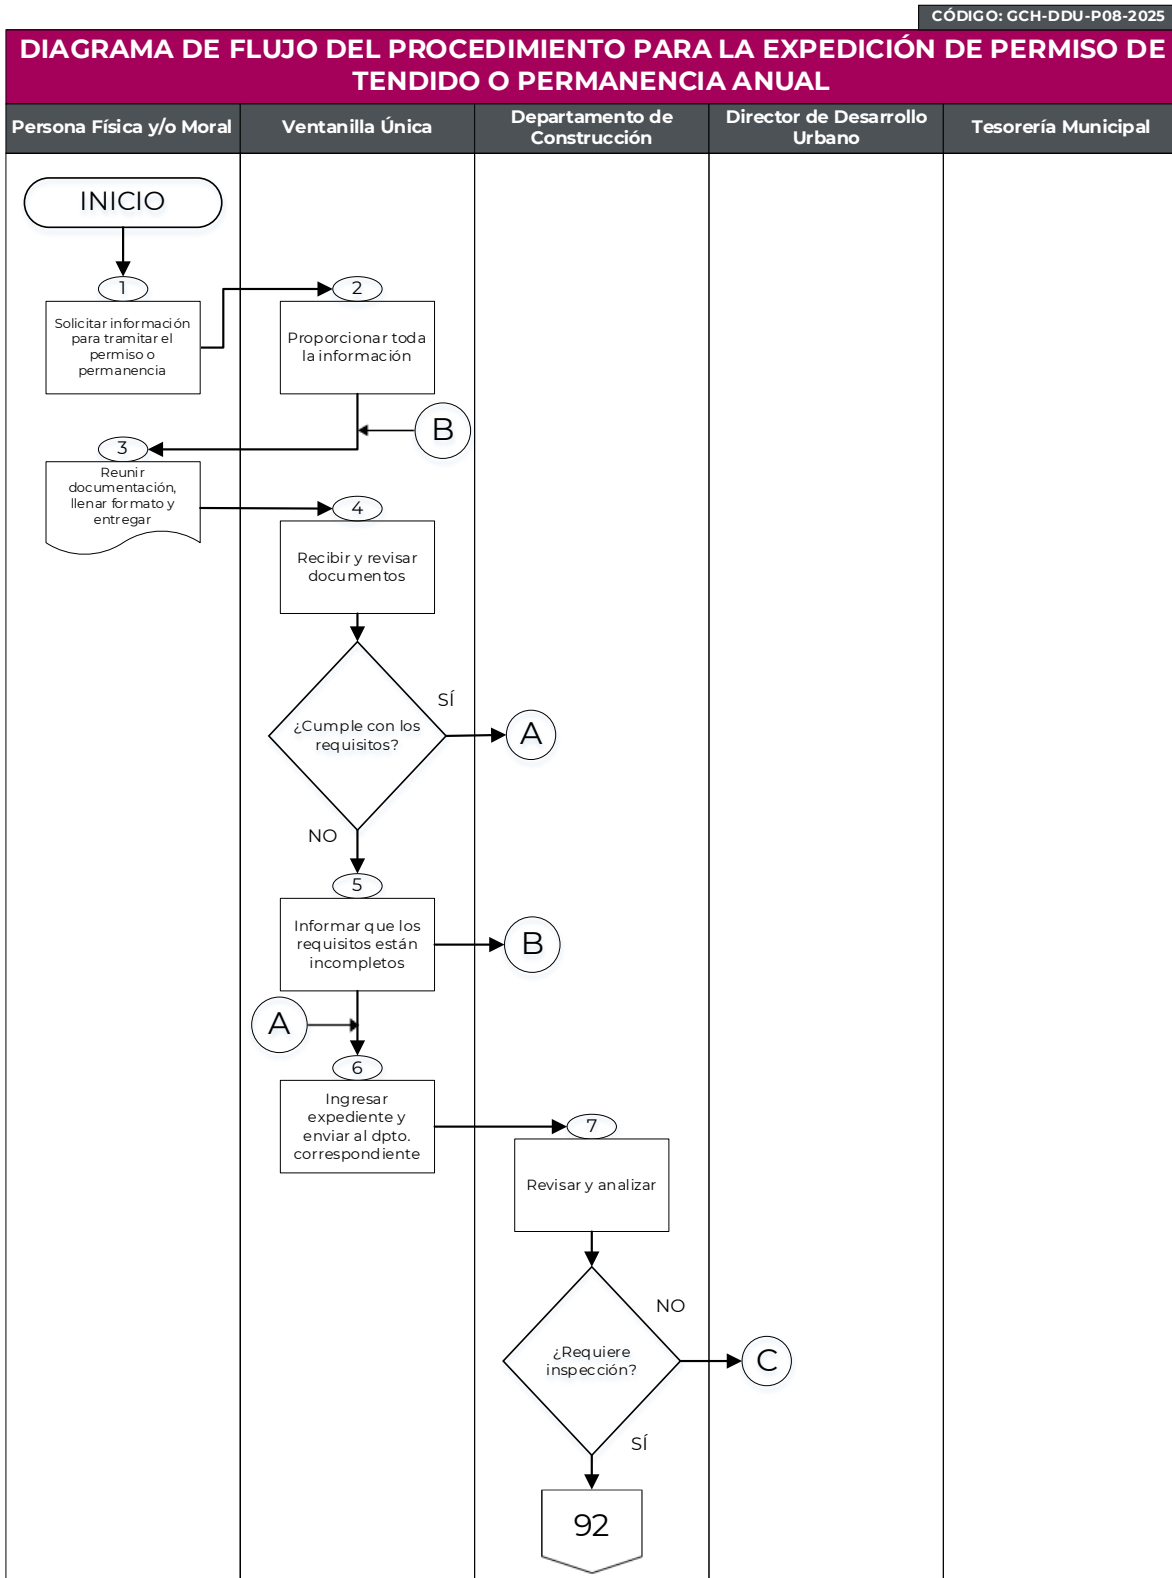 CÓDIGO: GCH-DDU-P08-2025
DIAGRAMA DE FLUJO DEL PROCEDIMIENTO PARA LA EXPEDICIÓN DE PERMISO DE
TENDIDO O PERMANENCIA ANUAL
Persona Física y/o Moral
Ventanilla Única
Departamento de
Construcción
Director de Desarrollo
Urbano
Tesorería Municipal
INICIO
1
Solicitar información
para tramitar el
permiso o
permanencia
2
Proporcionar toda
la información
B
3
Reunir
documentación,
llenar formato y
entregar
4
Recibir y revisar
documentos
¿Cumple con los
requisitos?
SÍ
A
NO
5
Informar que los
requisitos están
incompletos
B
A
6
Ingresar
expediente y
enviar al dpto.
correspondiente
7
Revisar y analizar
¿Requiere
inspección?
NO
C
SÍ
92